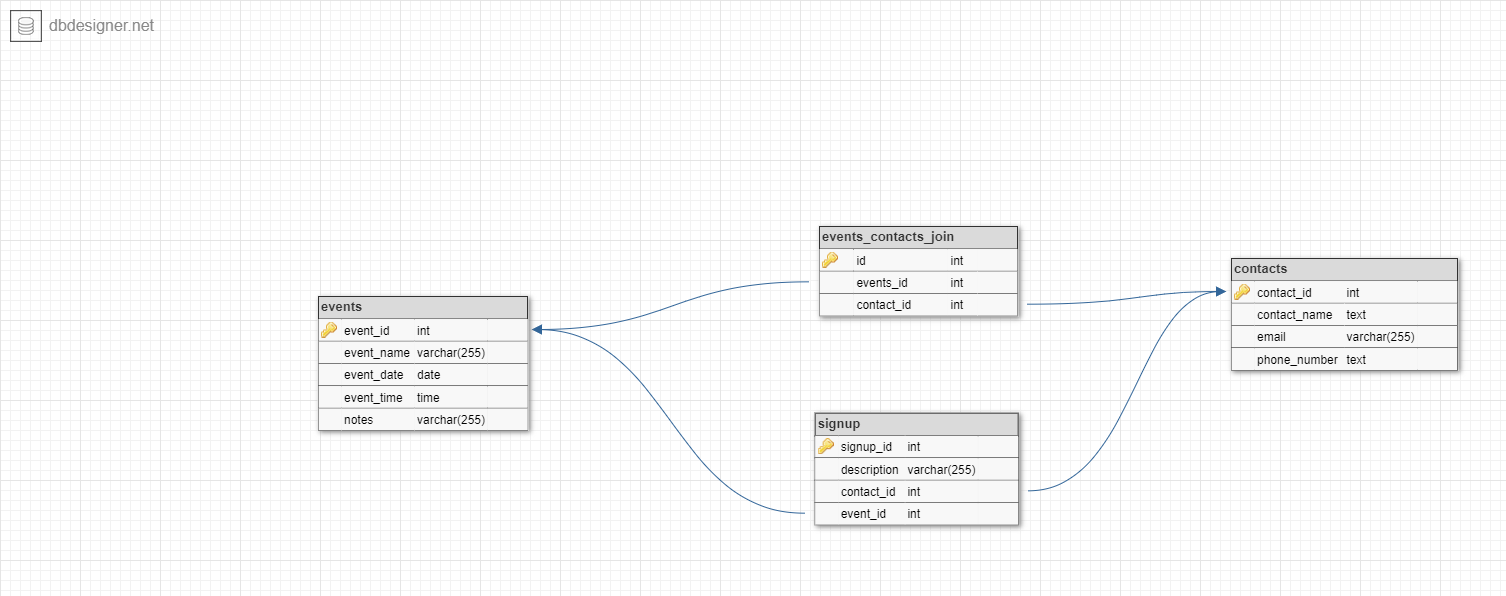 dbdesigner.net
events
event_id int
event_name varchar(255)
event_date date
event_time time
notes varchar(255)
events_contacts_join
id int
events_id int
contact_id int
signup
signup_id int
description varchar(255)
contact_id int
event_id int
contacts
contact_id int
contact_name text
email varchar(255)
phone_number text